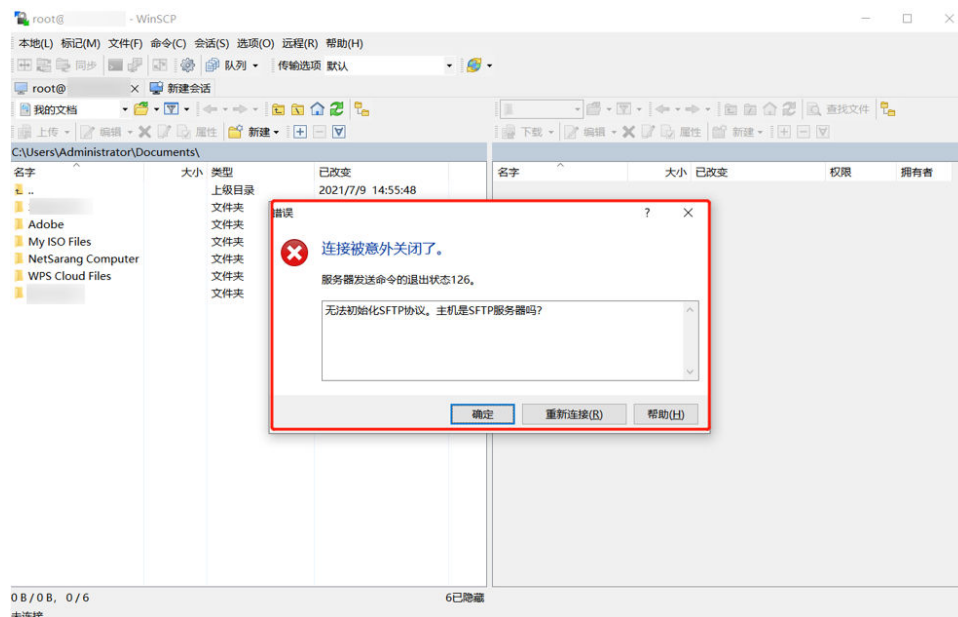 root@ - WinSCP
本地(L) 标记(M) 文件(F) 命令(C) 会话(S) 选项(O) 远程(R) 帮助(H)
同步 队列 传输选项 默认
root@ × 新建会话
我的文档 查找文件
上传 编辑 属性 新建 下载 编辑 属性 新建
C:\Users\Administrator\Documents\
名字 大小 类型 已改变 名字 大小 已改变 权限 拥有者
.. 上级目录 2021/7/9 14:55:48
文件夹
Adobe 文件夹
My ISO Files 文件夹
NetSarang Computer 文件夹
WPS Cloud Files 文件夹
文件夹
错误 ? ×
连接被意外关闭了。
服务器发送命令的退出状态126。
无法初始化SFTP协议。主机是SFTP服务器吗?
确定 重新连接(R) 帮助(H)
0 B / 0 B, 0 / 6 6已隐藏
未连接